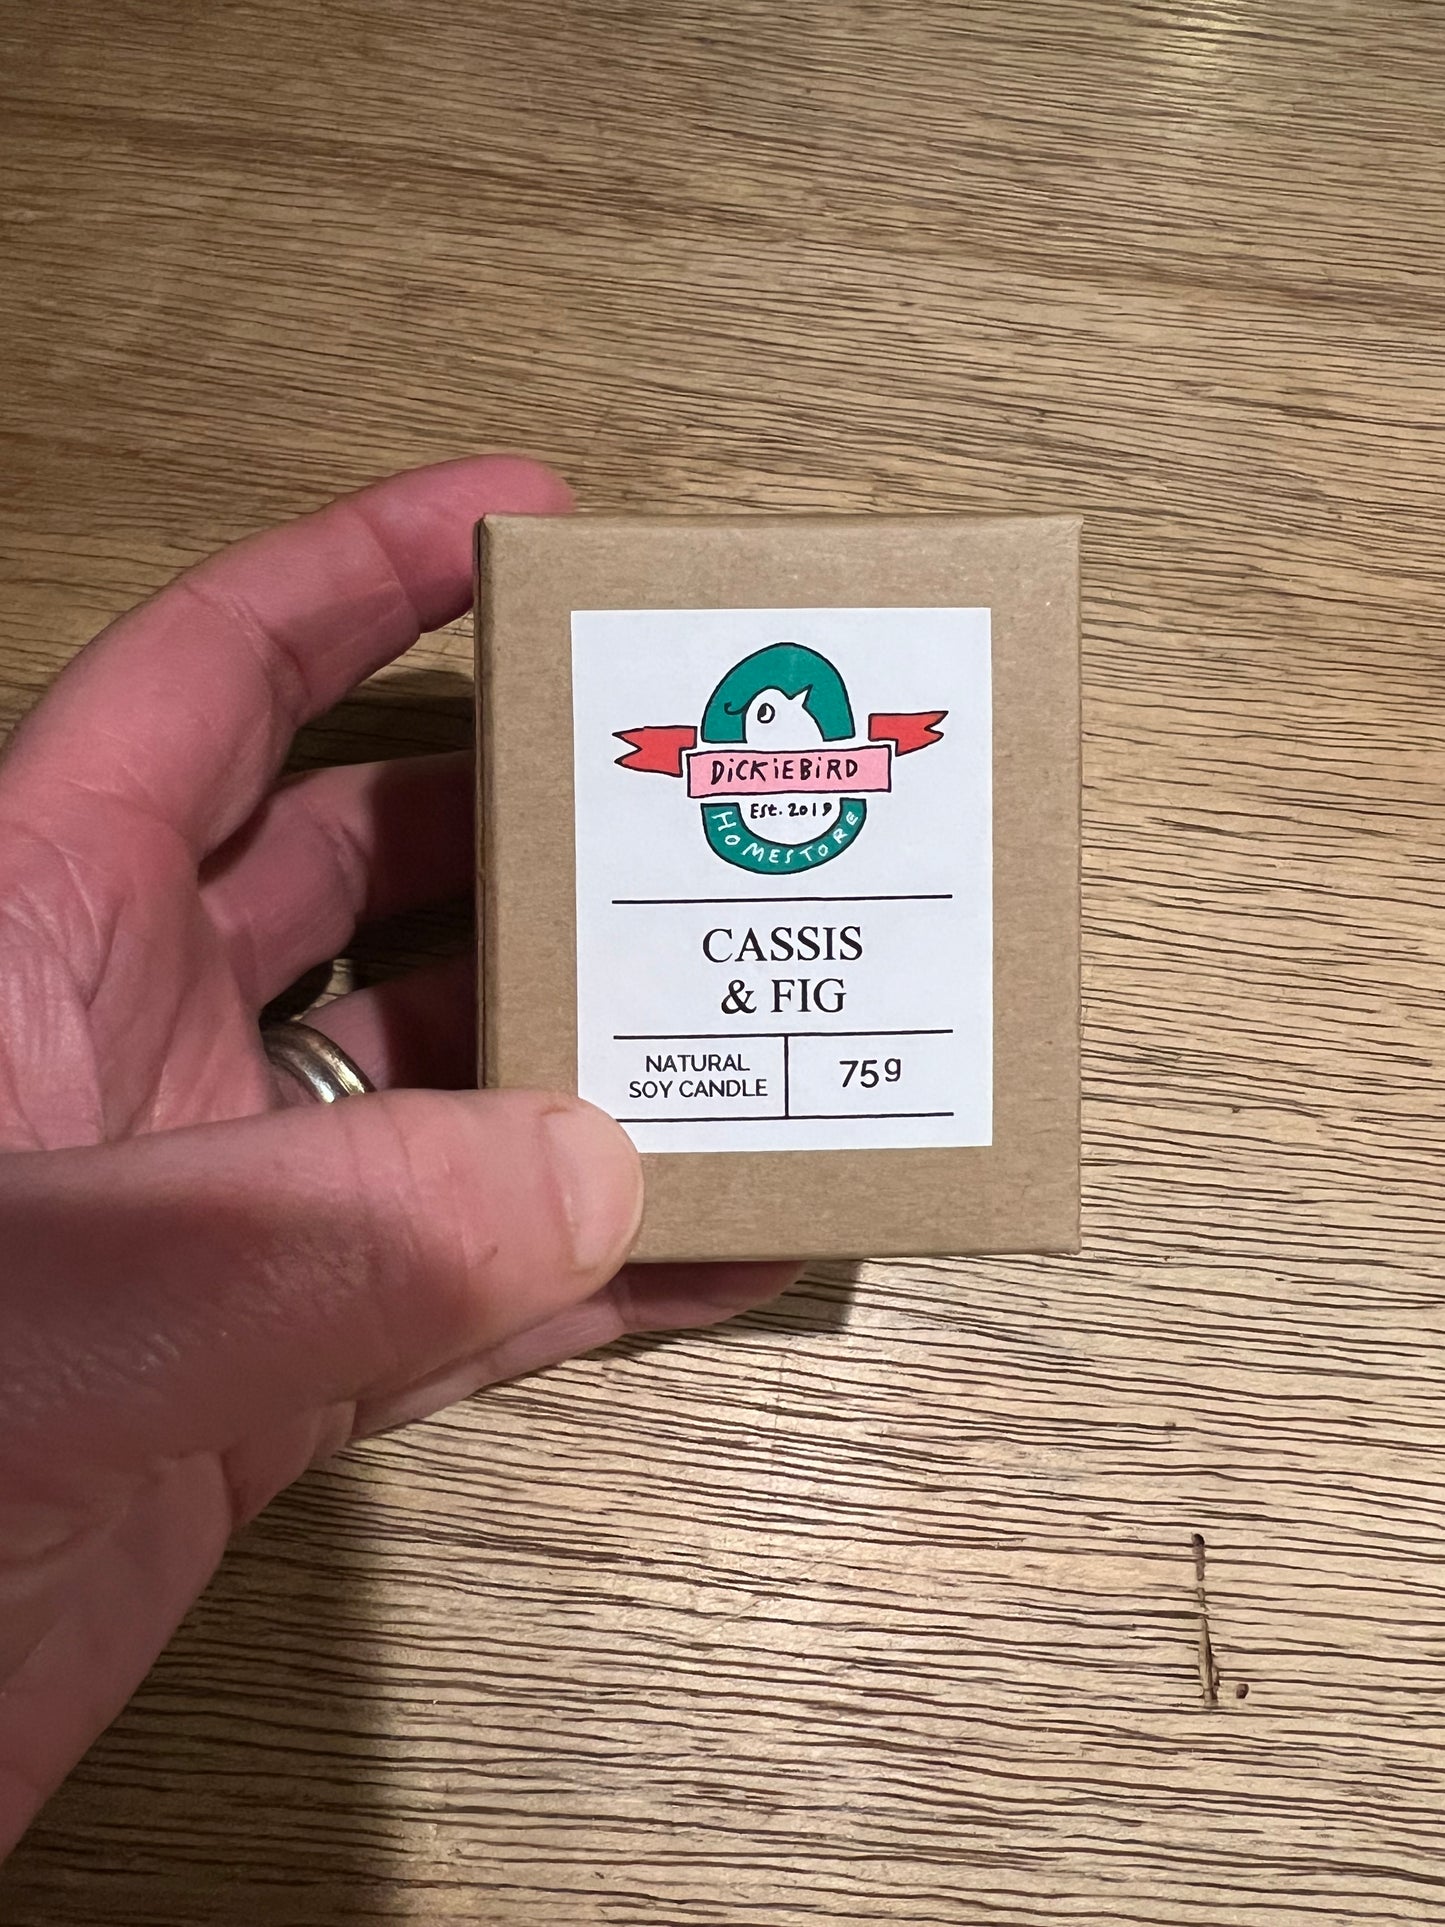 DiCKiEBiRD
Est. 2019
HOMESTORE
CASSIS
& FIG
NATURAL
SOY CANDLE
75g